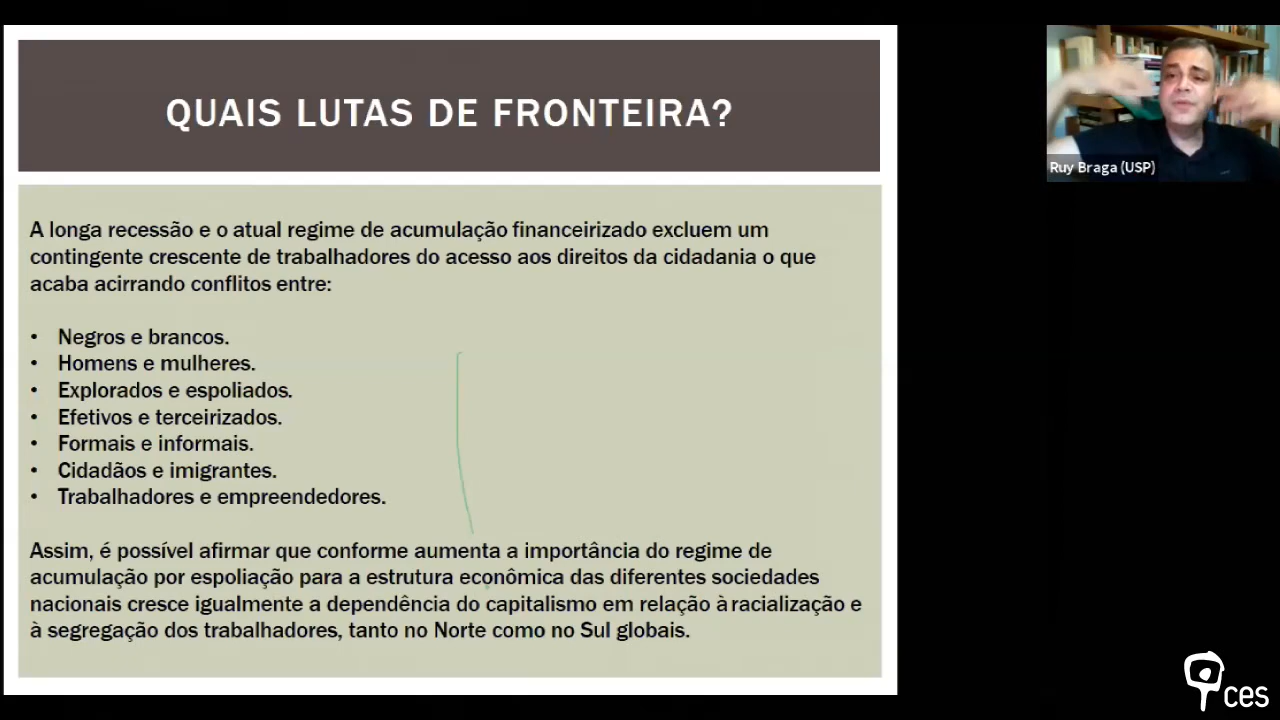 QUAIS LUTAS DE FRONTEIRA?
Ruy Braga (USP)
A longa recessão e o atual regime de acumulação financeirizado excluem um
contingente crescente de trabalhadores do acesso aos direitos da cidadania o que
acaba acirrando conflitos entre:
• Negros e brancos.
• Homens e mulheres.
• Explorados e espoliados.
• Efetivos e terceirizados.
• Formais e informais.
• Cidadãos e imigrantes.
• Trabalhadores e empreendedores.
Assim, é possível afirmar que conforme aumenta a importância do regime de
acumulação por espoliação para a estrutura econômica das diferentes sociedades
nacionais cresce igualmente a dependência do capitalismo em relação à racialização e
à segregação dos trabalhadores, tanto no Norte como no Sul globais.
ces